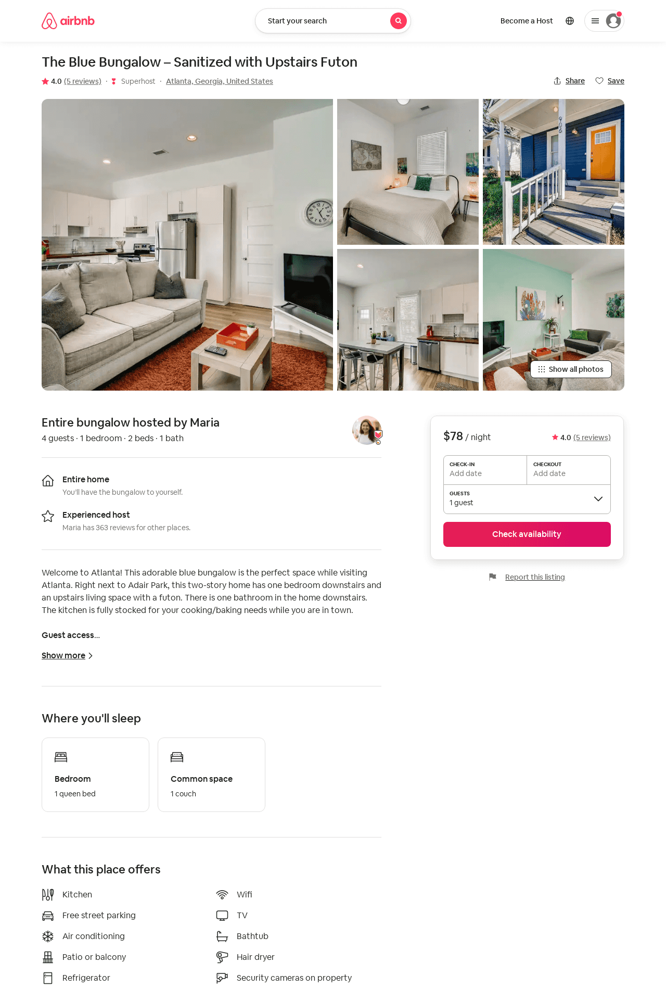 airbnb
Start your search
Become a Host
The Blue Bungalow – Sanitized with Upstairs Futon
4.0 (5 reviews) · Superhost · Atlanta, Georgia, United States
Share
Save
906
Show all photos
Entire bungalow hosted by Maria
4 guests · 1 bedroom · 2 beds · 1 bath
Entire home
You’ll have the bungalow to yourself.
Experienced host
Maria has 363 reviews for other places.
Welcome to Atlanta! This adorable blue bungalow is the perfect space while visiting
Atlanta. Right next to Adair Park, this two-story home has one bedroom downstairs and
an upstairs living space with a futon. There is one bathroom in the home downstairs.
The kitchen is fully stocked for your cooking/baking needs while you are in town.
Guest access...
Show more
$78 / night
4.0 (5 reviews)
CHECK-IN
Add date
CHECKOUT
Add date
GUESTS
1 guest
Check availability
Report this listing
Where you'll sleep
Bedroom
1 queen bed
Common space
1 couch
What this place offers
Kitchen
Wifi
Free street parking
TV
Air conditioning
Bathtub
Patio or balcony
Hair dryer
Refrigerator
Security cameras on property